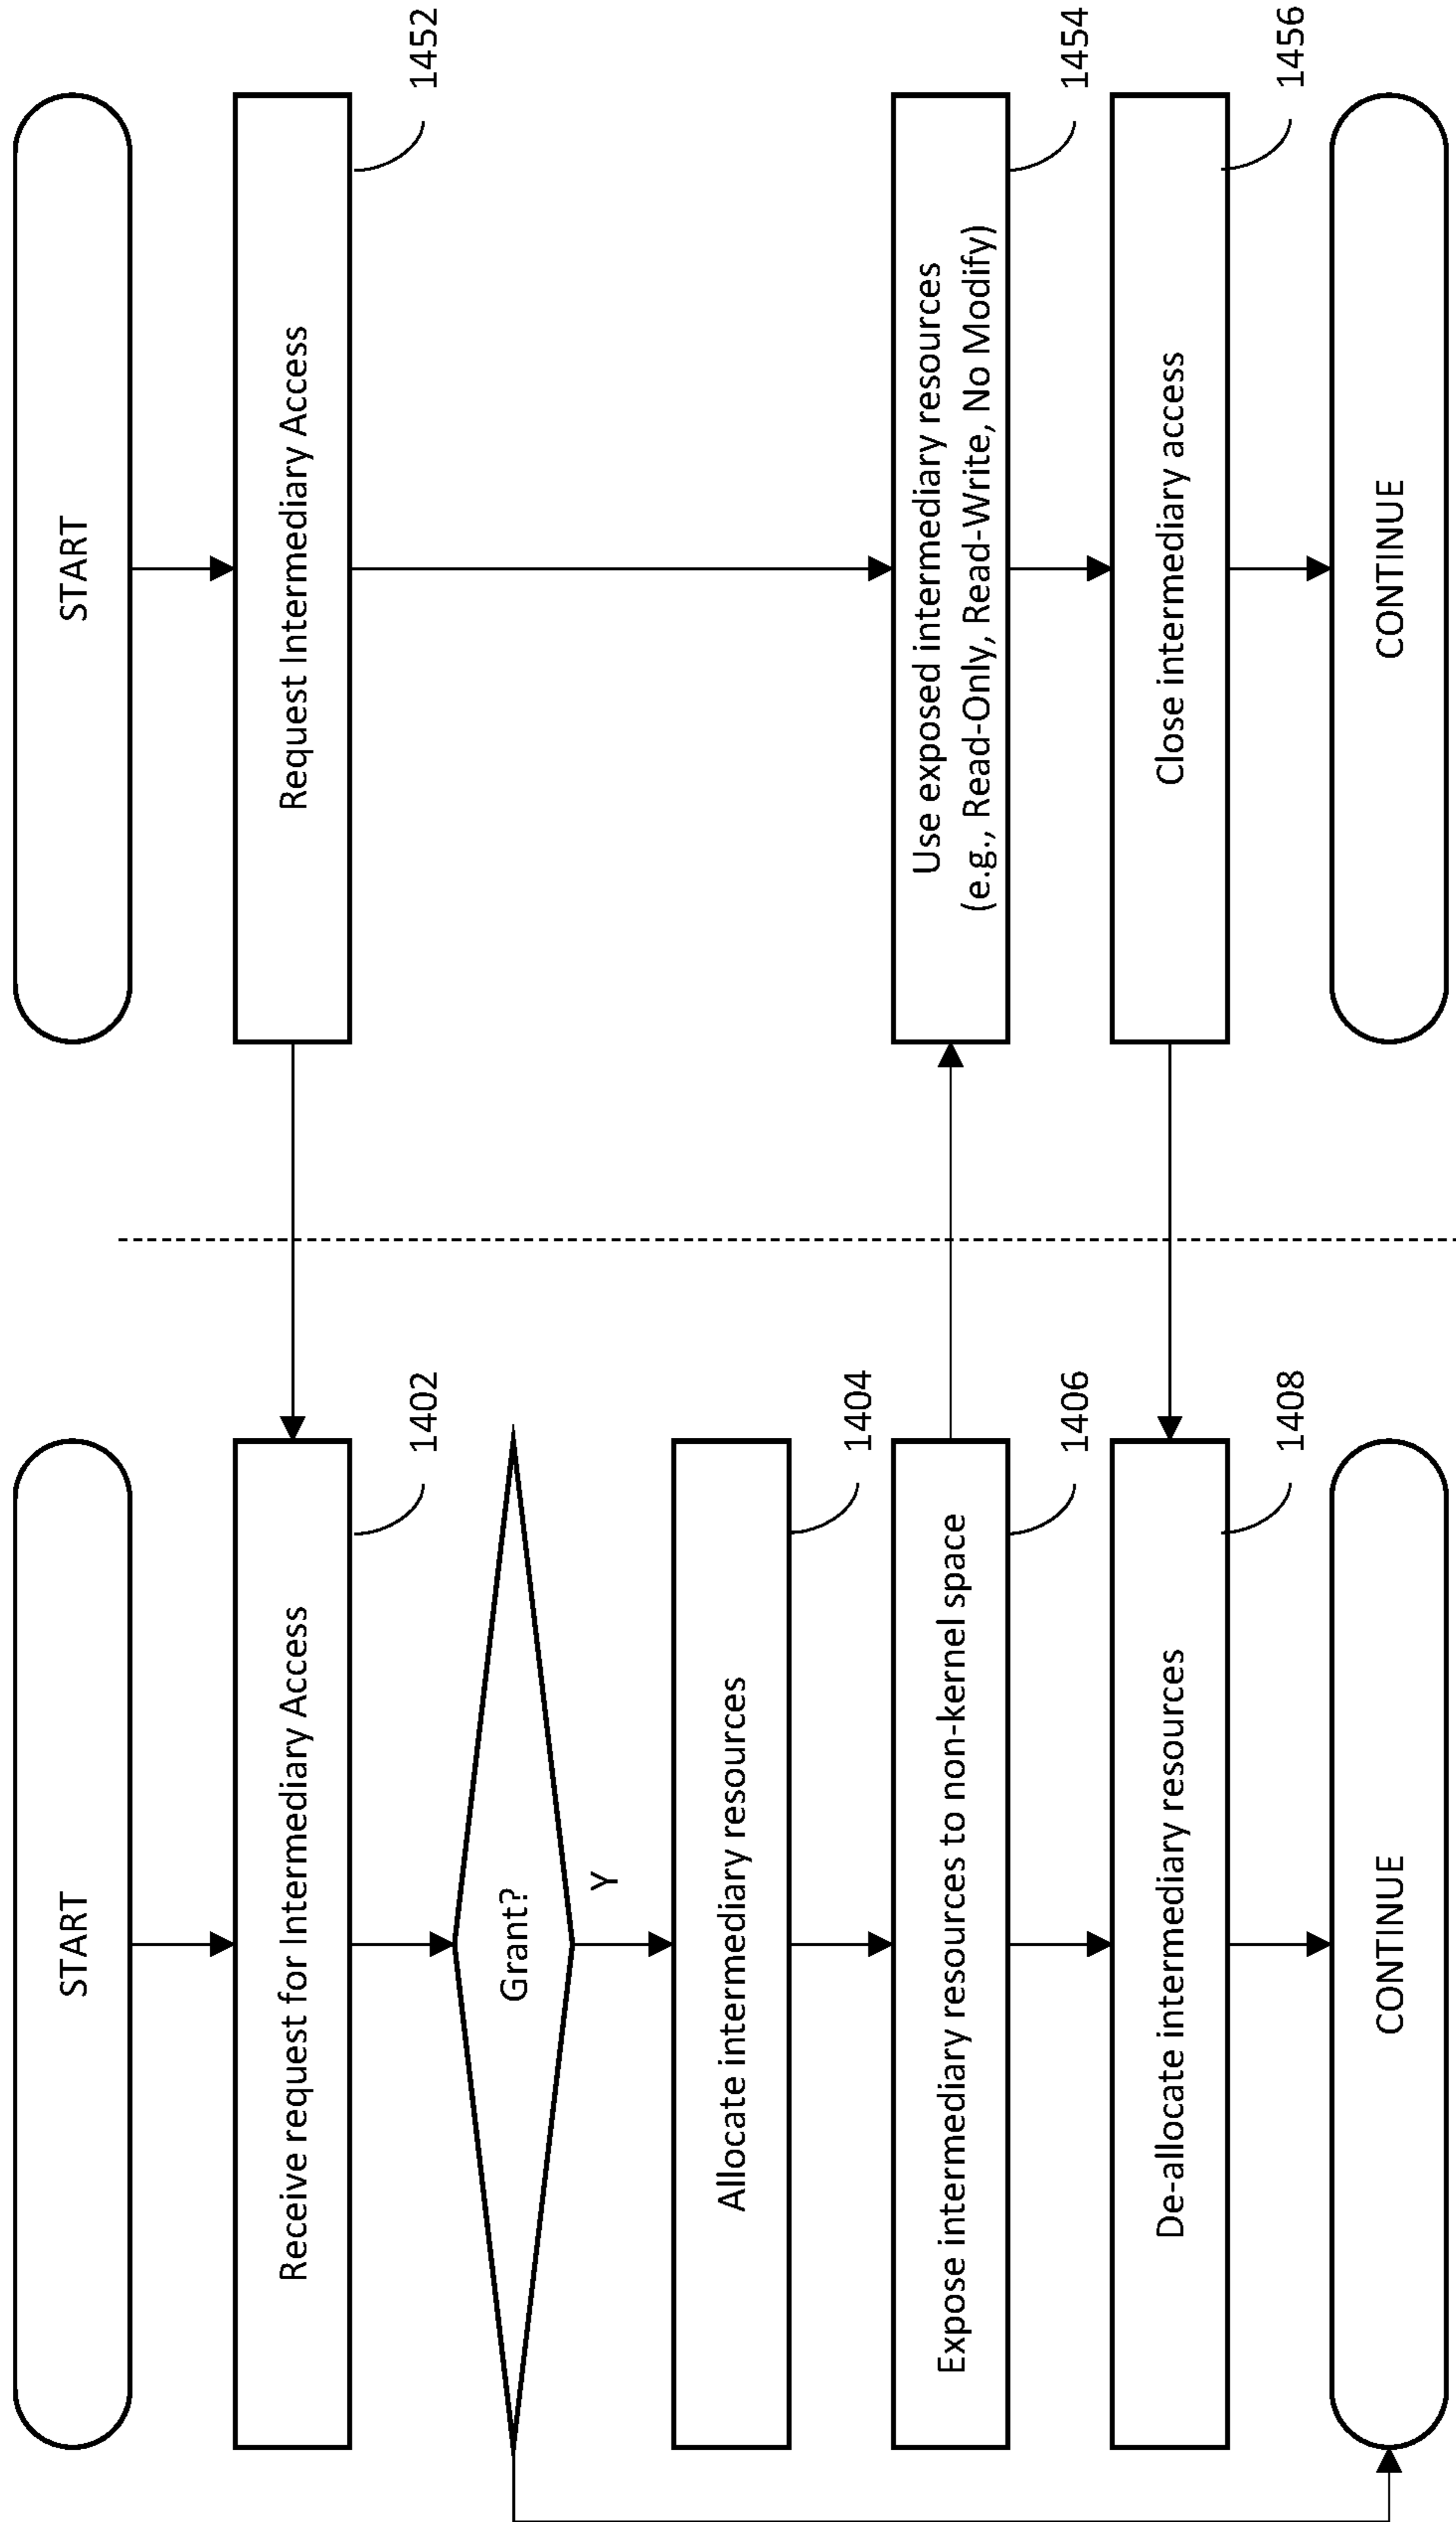 START
Receive request for Intermediary Access
1402
Grant?
Y
Allocate intermediary resources
1404
Expose intermediary resources to non-kernel space
1406
De-allocate intermediary resources
1408
CONTINUE
START
Request Intermediary Access
1452
Use exposed intermediary resources
(e.g., Read-Only, Read-Write, No Modify)
1454
Close intermediary access
1456
CONTINUE